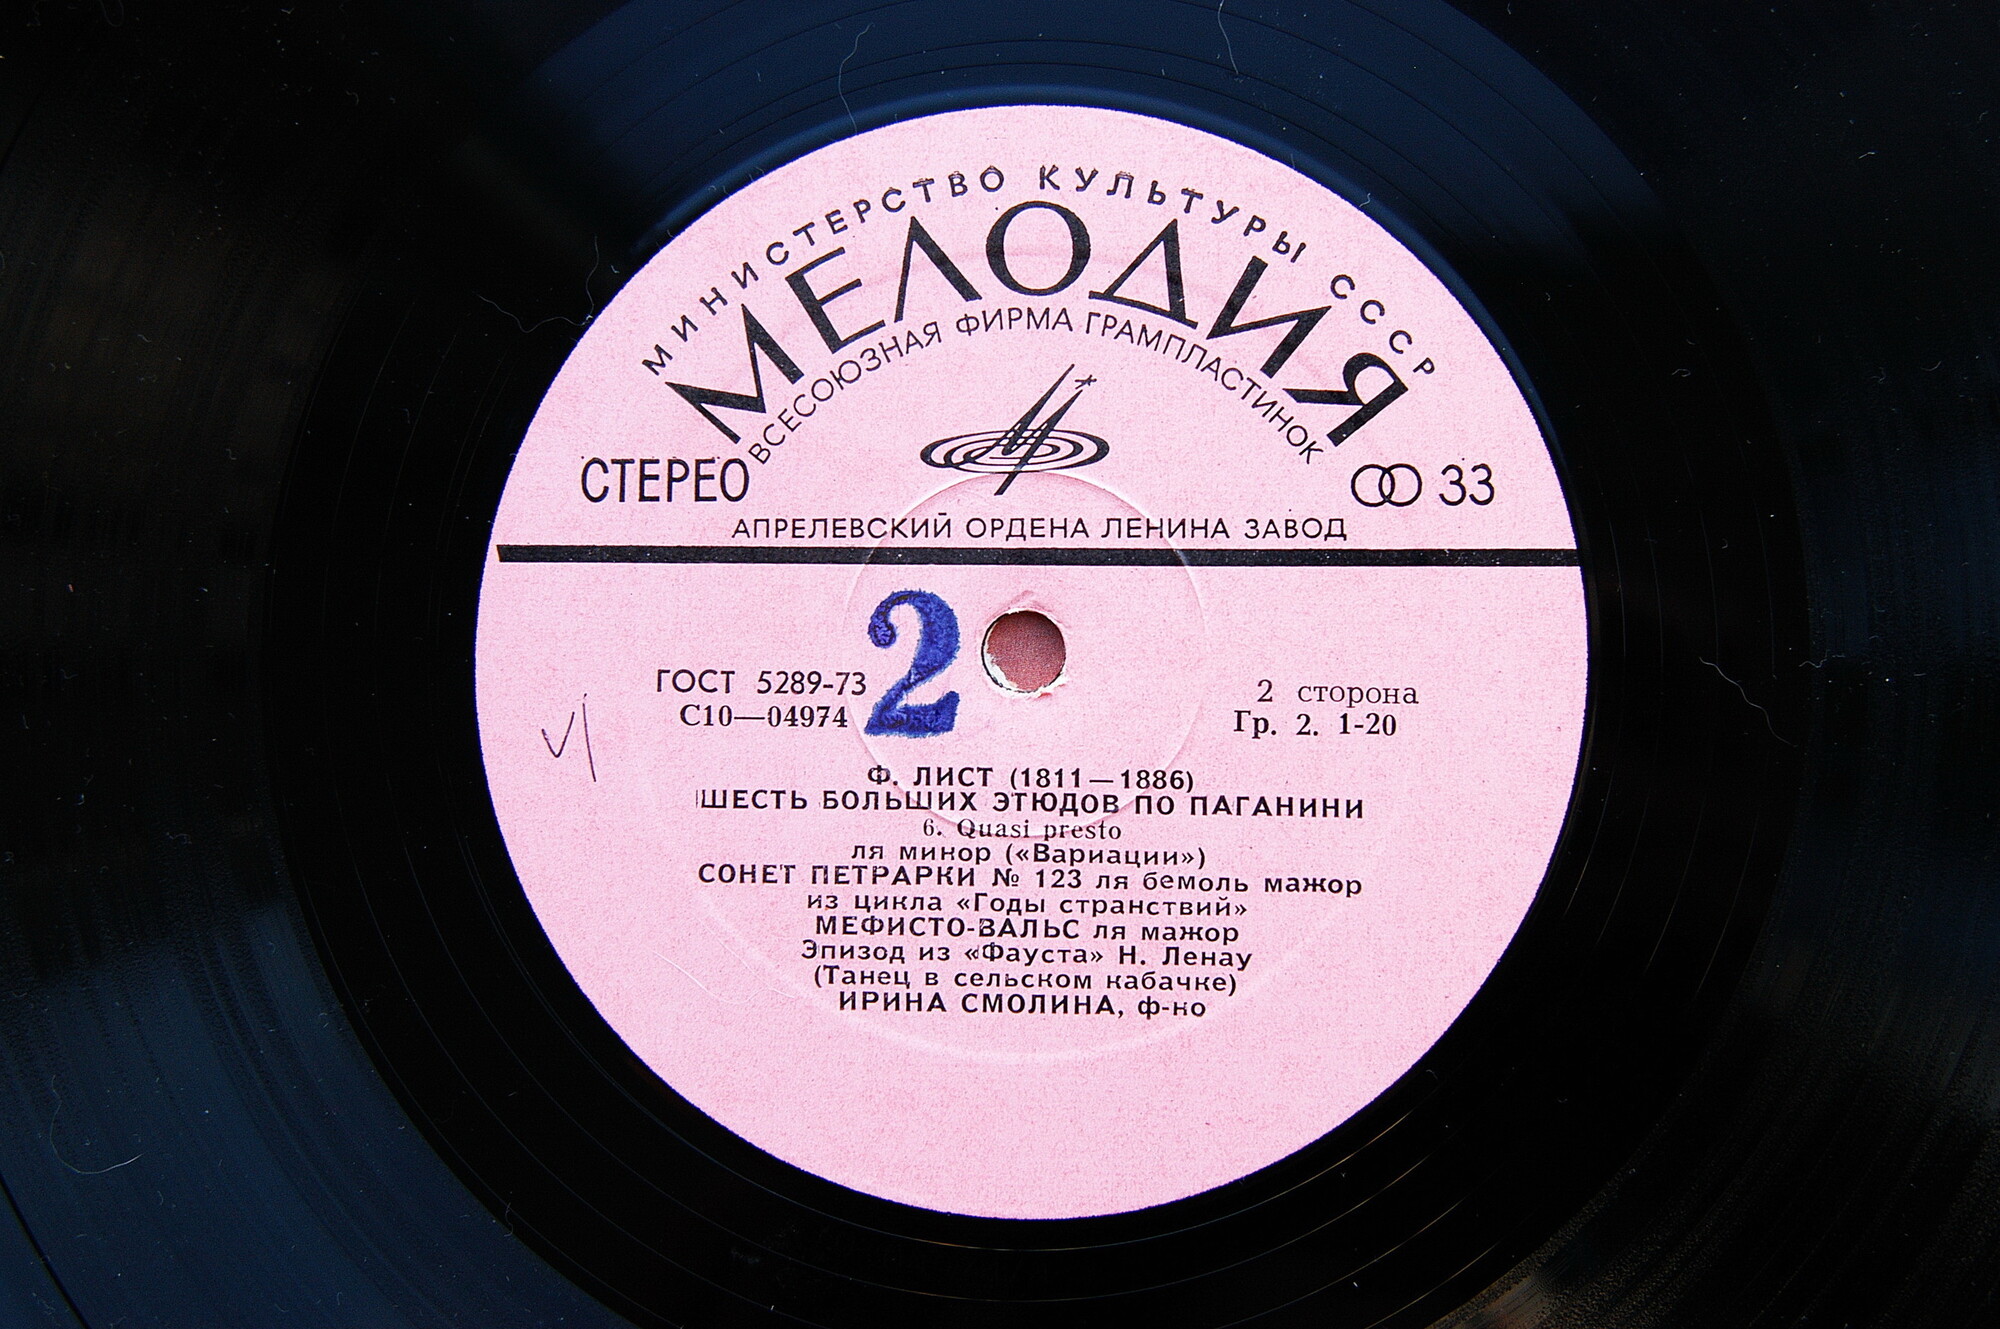 МИНИСТЕРСТВО КУЛЬТУРЫ СССР
МЕЛОДИЯ
ВСЕСОЮЗНАЯ ФИРМА ГРАМПЛАСТИНОК
СТЕРЕО
33
АПРЕЛЕВСКИЙ ОРДЕНА ЛЕНИНА ЗАВОД
2
ГОСТ 5289-73
С10—04974
2 сторона
Гр. 2. 1-20
Ф. ЛИСТ (1811—1886)
ШЕСТЬ БОЛЬШИХ ЭТЮДОВ ПО ПАГАНИНИ
6. Quasi presto
ля минор («Вариации»)
СОНЕТ ПЕТРАРКИ № 123 ля бемоль мажор
из цикла «Годы странствий»
МЕФИСТО-ВАЛЬС ля мажор
Эпизод из «Фауста» Н. Ленау
(Танец в сельском кабачке)
ИРИНА СМОЛИНА, ф-но